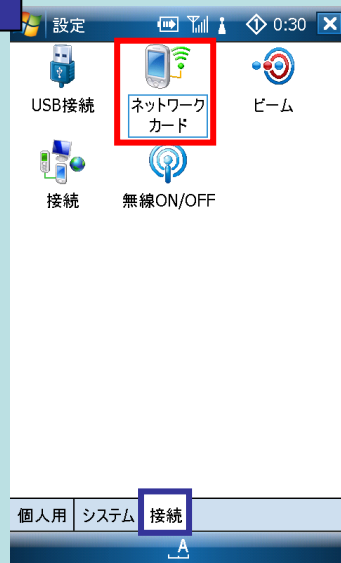 設定 0:30
USB接続 ネットワーク カード ビーム
接続 無線ON/OFF
個人用 システム 接続
A